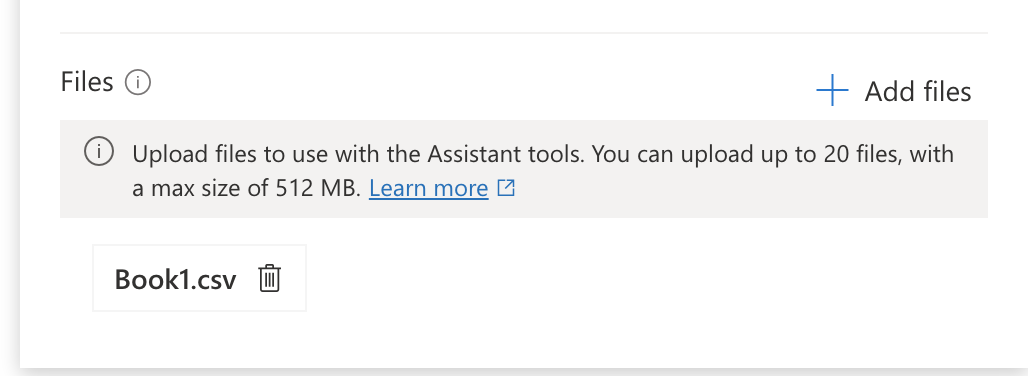 Files
Add files
Upload files to use with the Assistant tools. You can upload up to 20 files, with
a max size of 512 MB. Learn more
Book1.csv